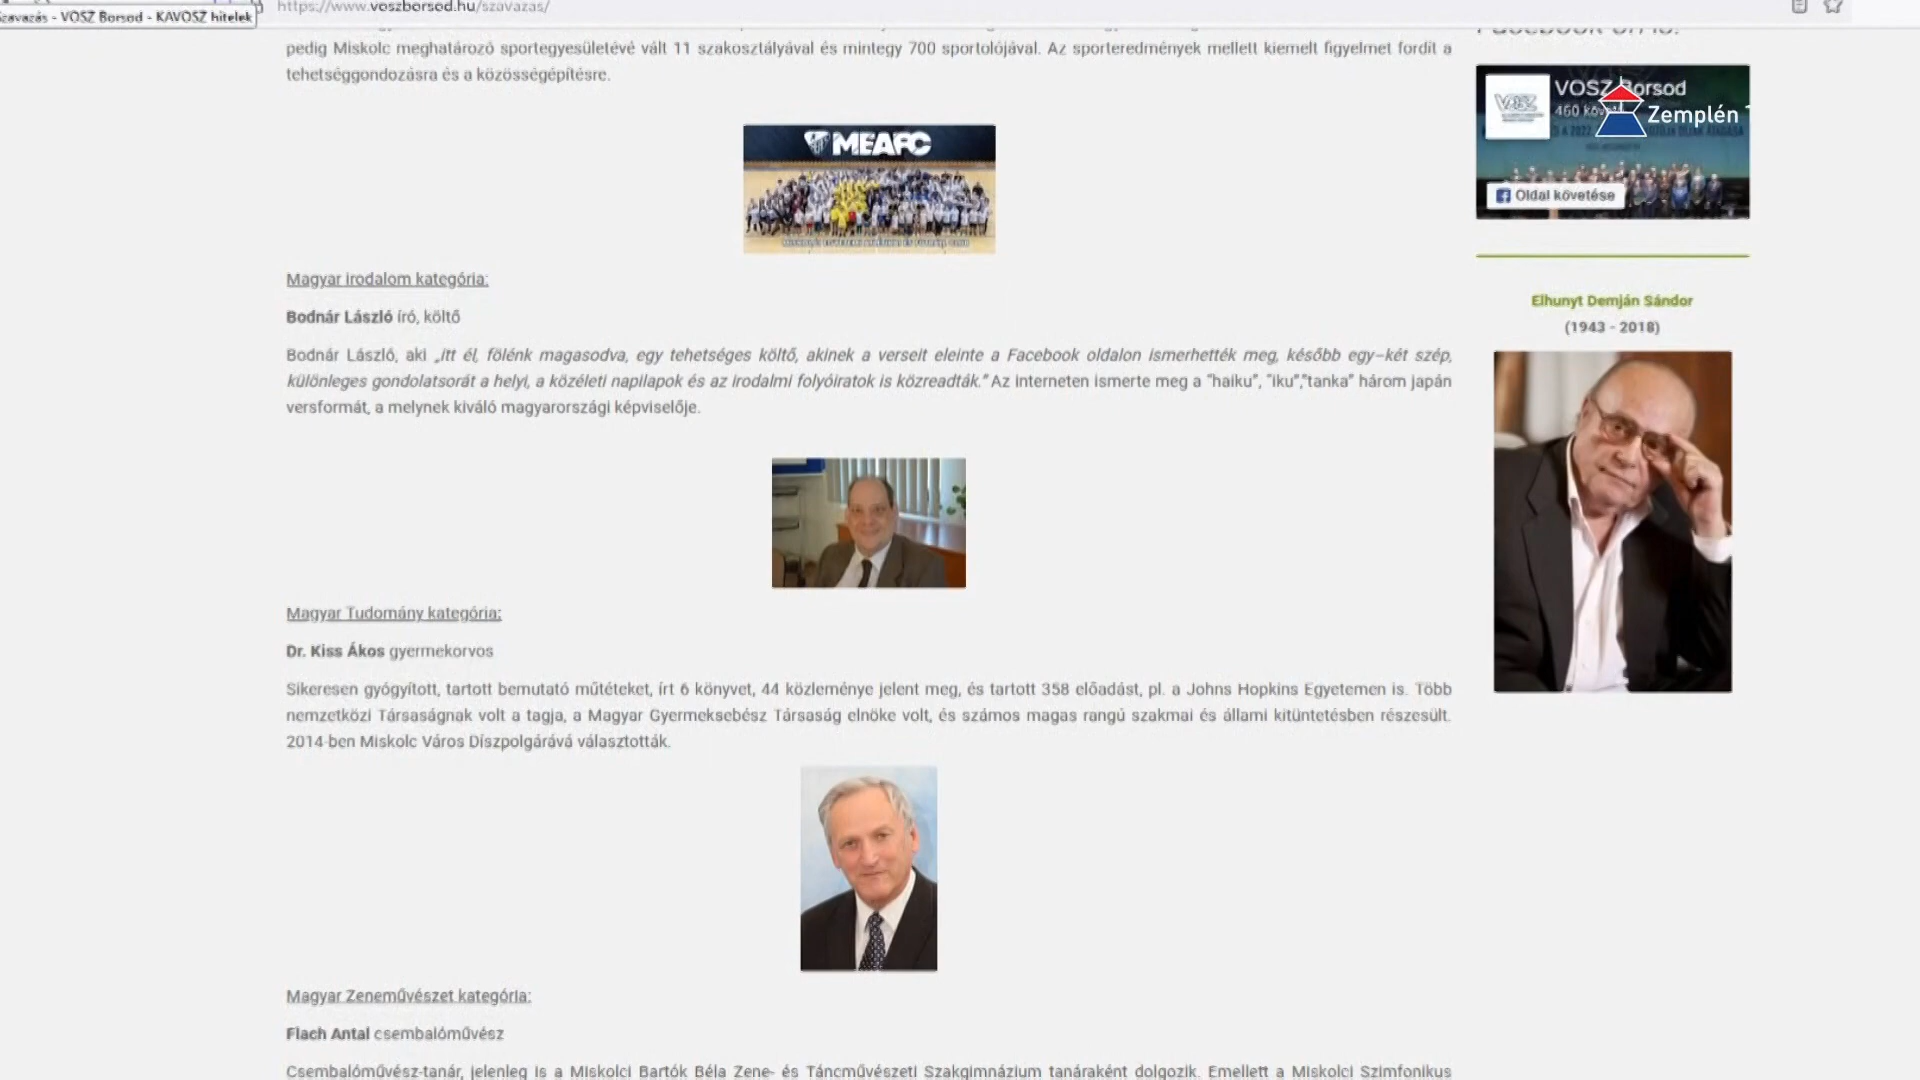 Szavazás - VOSZ Borsod - KAVOSZ hitelek
https://www.voszborsod.hu/szavazas/
pedig Miskolc meghatározó sportegyesületévé vált 11 szakosztályával és mintegy 700 sportolójával. Az sporteredmények mellett kiemelt figyelmet fordít a
tehetséggondozásra és a közösségépítésre.
MEAFC
MISKOLCI EGYETEMI ATLÉTIKAI ÉS FUTBALL CLUB
Magyar irodalom kategória:
Bodnár László író, költő
Bodnár László, aki „itt él, fölénk magasodva, egy tehetséges költő, akinek a verseit eleinte a Facebook oldalon ismerhették meg, később egy–két szép,
különleges gondolatsorát a helyi, a közéleti napilapok és az irodalmi folyóiratok is közreadták.” Az interneten ismerte meg a “haiku”, “iku”,“tanka” három japán
versformát, a melynek kiváló magyarországi képviselője.
Magyar Tudomány kategória:
Dr. Kiss Ákos gyermekorvos
Sikeresen gyógyított, tartott bemutató műtéteket, írt 6 könyvet, 44 közleménye jelent meg, és tartott 358 előadást, pl. a Johns Hopkins Egyetemen is. Több
nemzetközi Társaságnak volt a tagja, a Magyar Gyermeksebész Társaság elnöke volt, és számos magas rangú szakmai és állami kitüntetésben részesült.
2014-ben Miskolc Város Díszpolgárává választották.
Magyar Zeneművészet kategória:
Flach Antal csembalóművész
Csembalóművész-tanár, jelenleg is a Miskolci Bartók Béla Zene- és Táncművészeti Szakgimnázium tanáraként dolgozik. Emellett a Miskolci Szimfonikus
VOSZ Borsod
460
Zemplén
VOSZ
Oldal követése
Elhunyt Demján Sándor
(1943 - 2018)